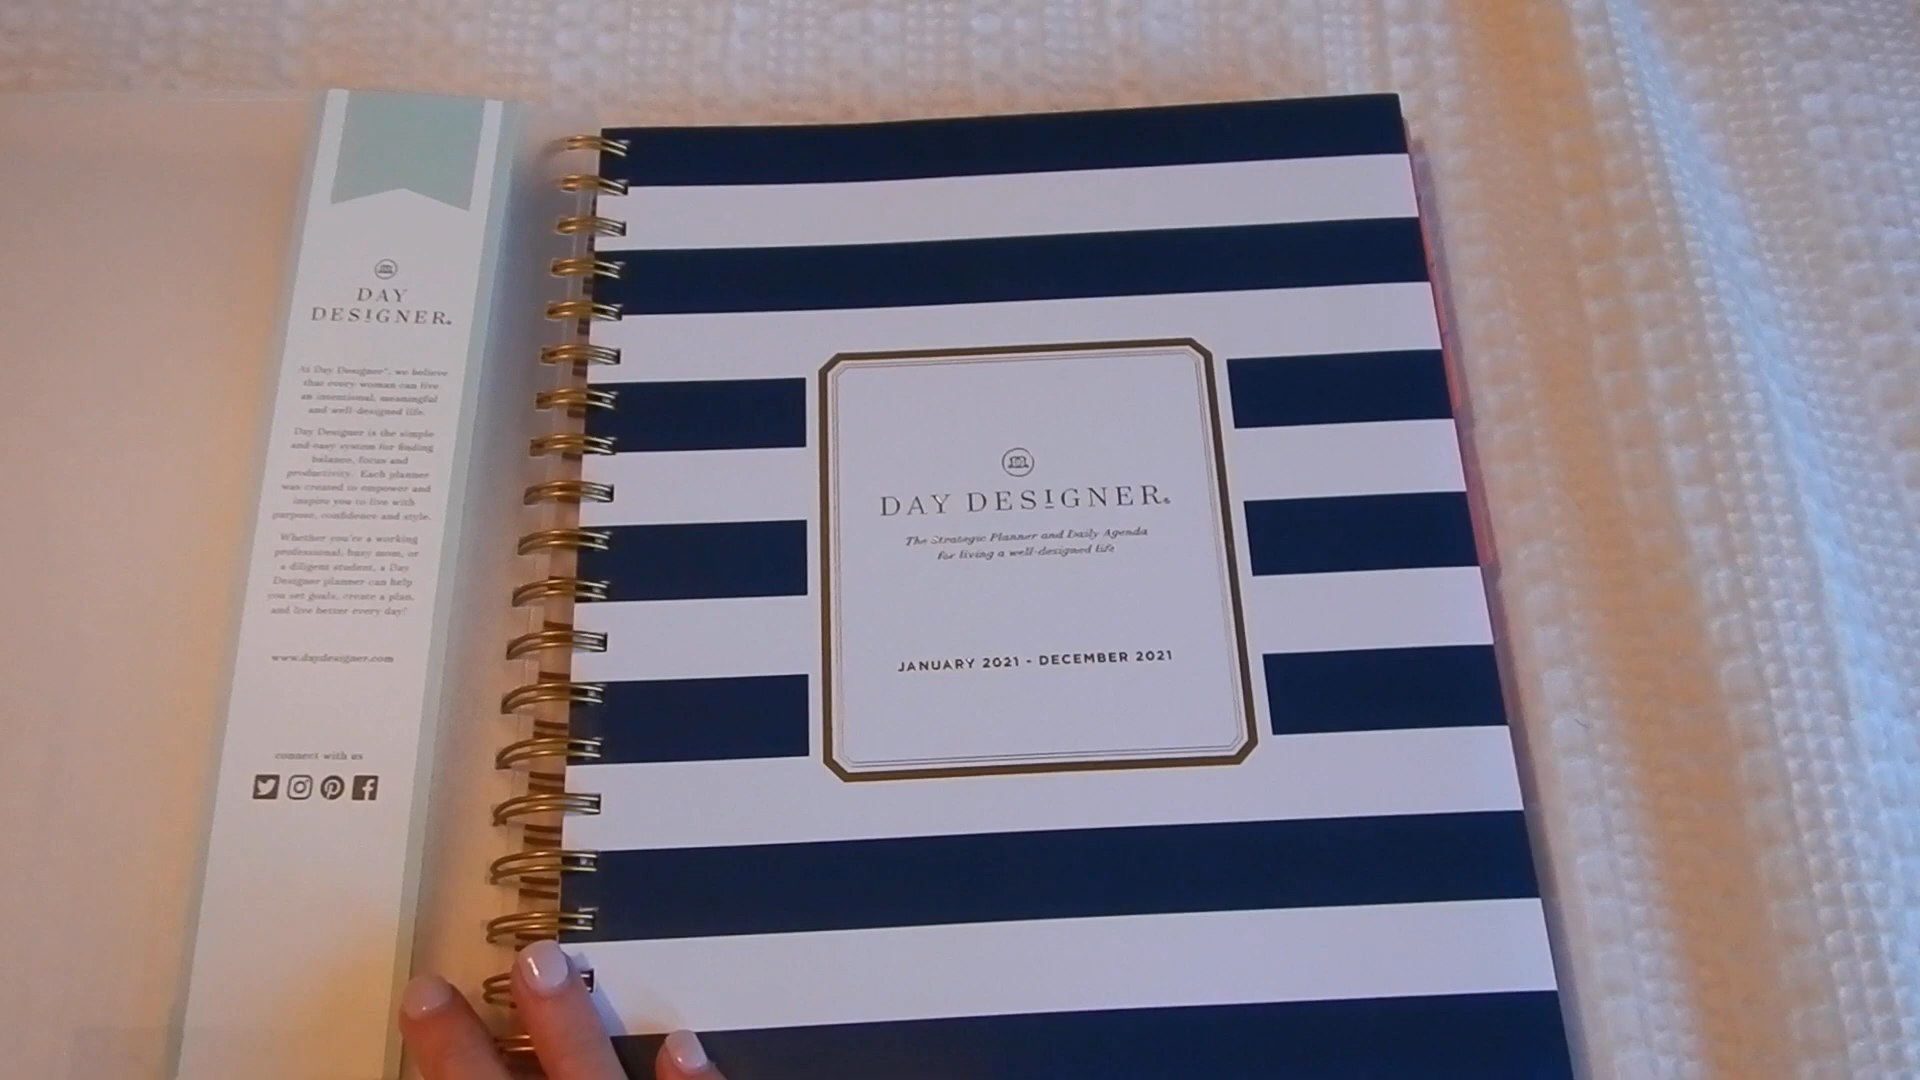 DAY
DESIGNER.
At Day Designer®, we believe
that every woman can live
an intentional, meaningful
and well-designed life.
Day Designer is the simple
and easy system for finding
balance, focus and
productivity. Each planner
was created to empower and
inspire you to live with
purpose, confidence and style.
Whether you're a working
professional, busy mom, or
a diligent student, a Day
Designer planner can help
you set goals, create a plan,
and live better every day!
www.daydesigner.com
connect with us
DAY DESIGNER®
The Strategic Planner and Daily Agenda
for living a well-designed life
JANUARY 2021 - DECEMBER 2021